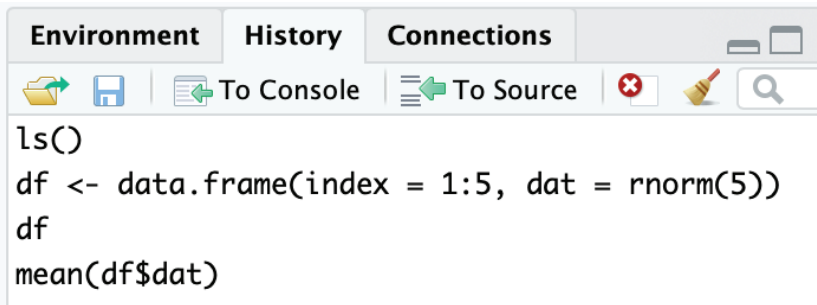 Environment History Connections
To Console To Source
ls()
df <- data.frame(index = 1:5, dat = rnorm(5))
df
mean(df$dat)